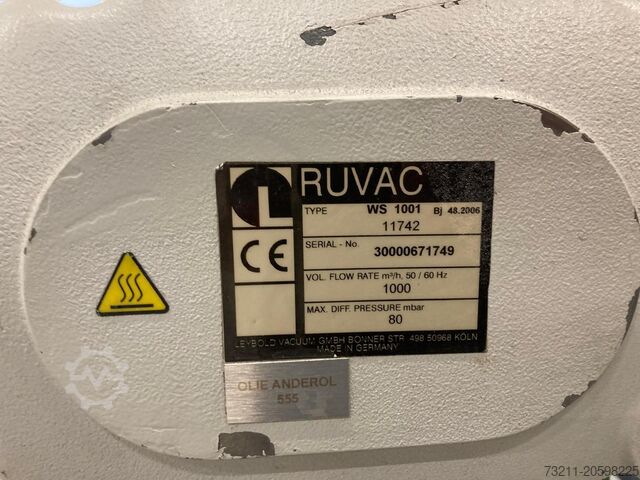 L RUVAC
TYPE WS 1001 Bj 48.2006
11742
CE
SERIAL - No.
30000671749
VOL. FLOW RATE m³/h, 50 / 60 Hz
1000
MAX. DIFF. PRESSURE mbar
80
LEYBOLD VACUUM GMBH BONNER STR. 498 50968 KÖLN
MADE IN GERMANY
OLIE ANDEROL
555
73211-20598225